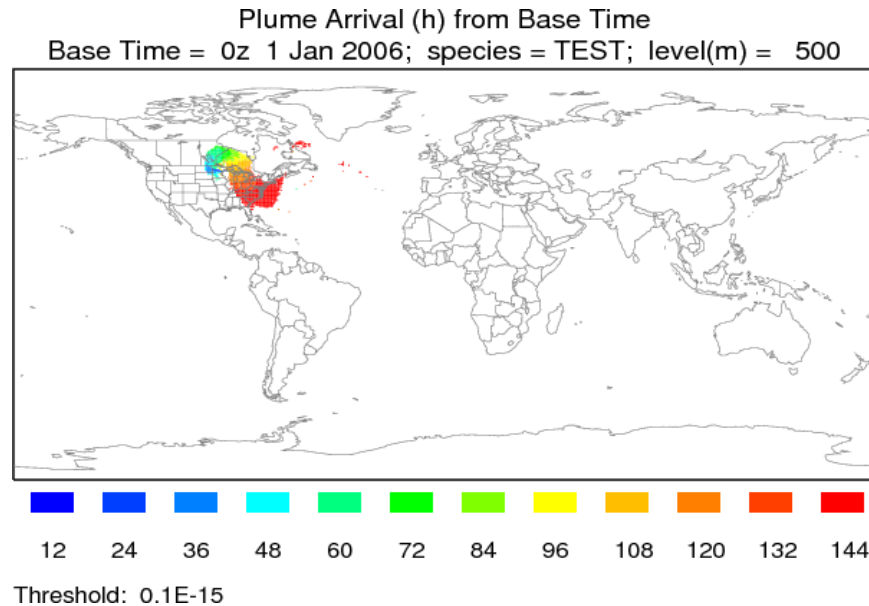 Plume Arrival (h) from Base Time
Base Time = 0z 1 Jan 2006; species = TEST; level(m) = 500
12 24 36 48 60 72 84 96 108 120 132 144
Threshold: 0.1E-15